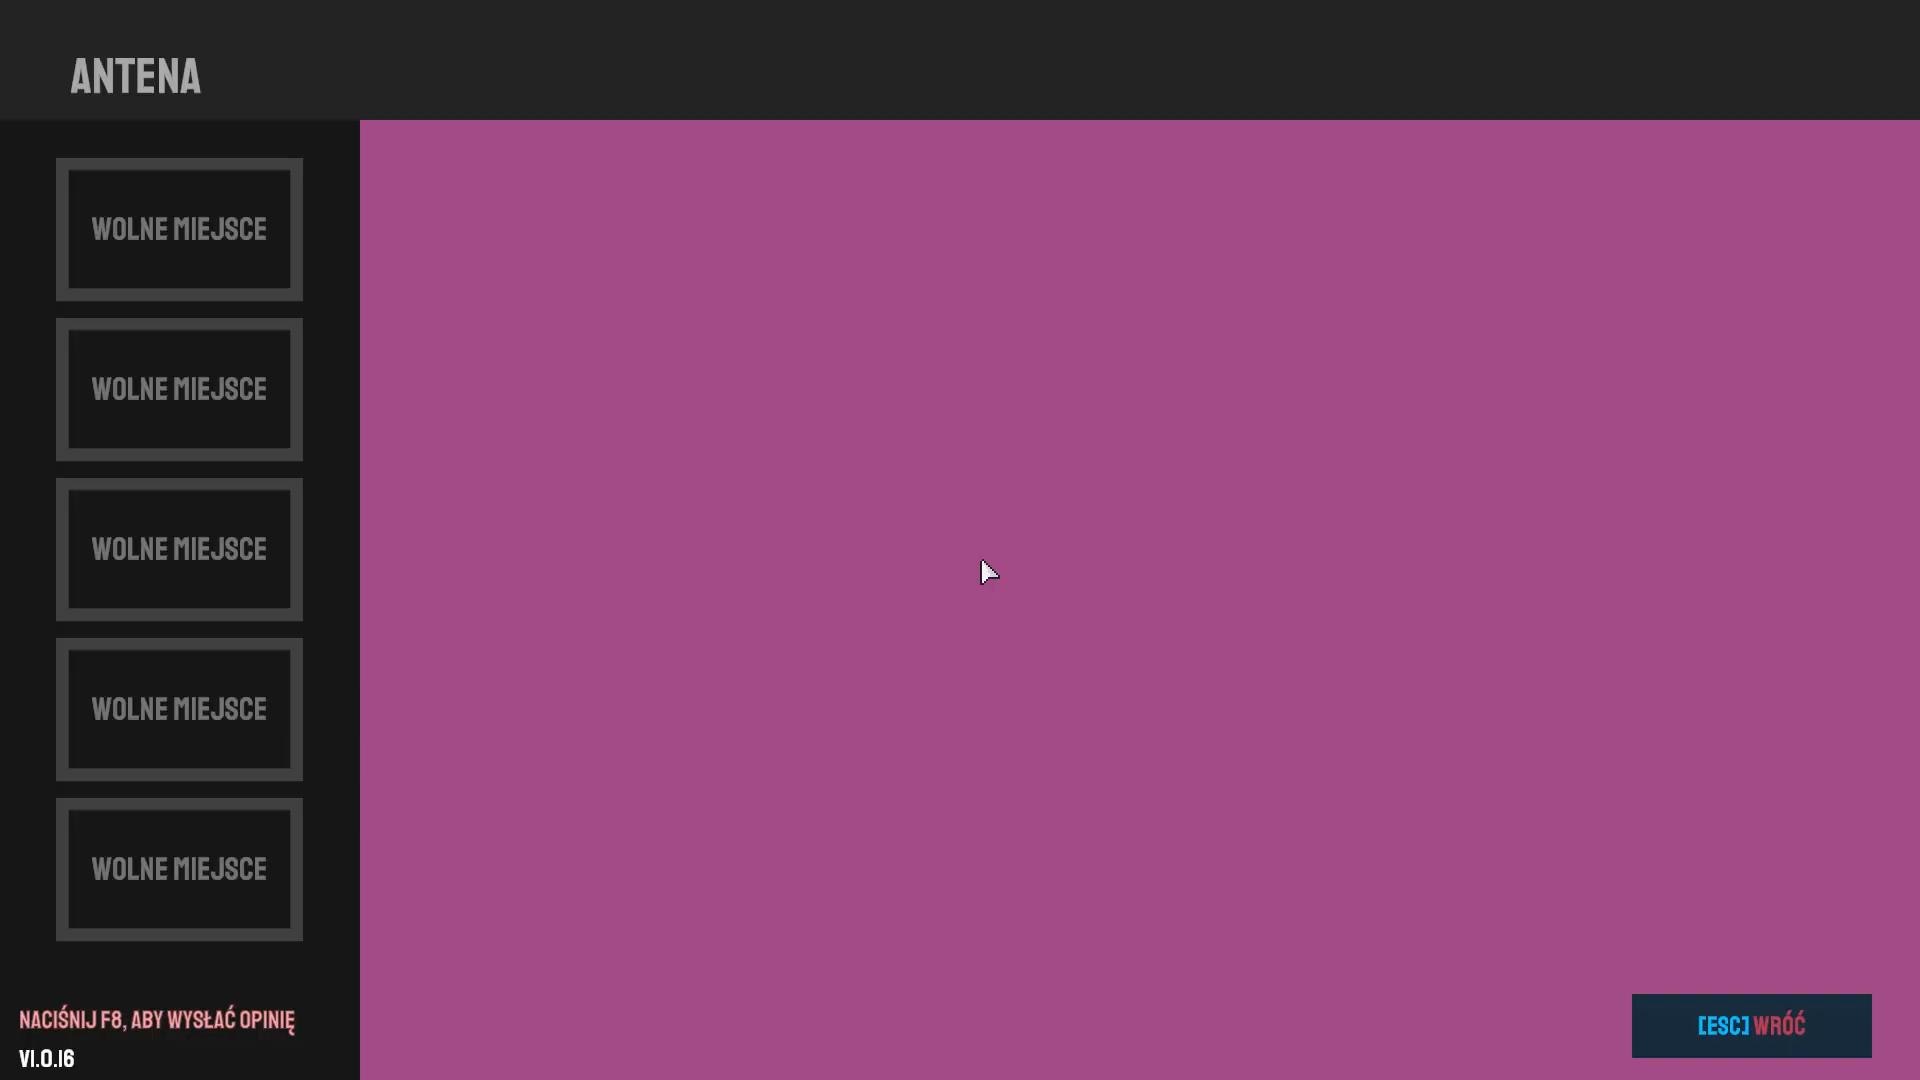 ANTENA
WOLNE MIEJSCE
WOLNE MIEJSCE
WOLNE MIEJSCE
WOLNE MIEJSCE
WOLNE MIEJSCE
NACIŚNIJ F8, ABY WYSŁAĆ OPINIĘ
V1.0.16
[ESC] WRÓĆ